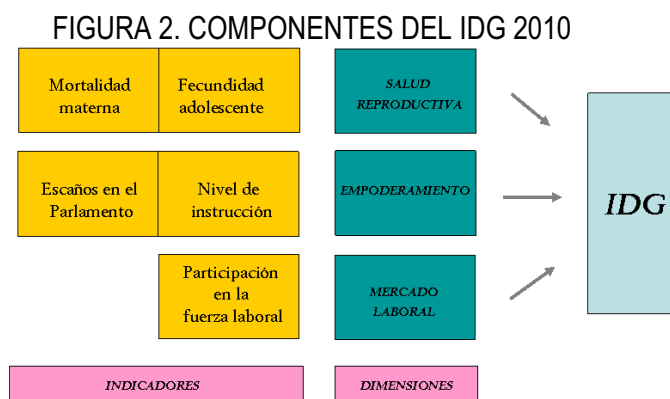 FIGURA 2. COMPONENTES DEL IDG 2010
Mortalidad
materna
Fecundidad
adolescente
SALUD
REPRODUCTIVA
Escaños en el
Parlamento
Nivel de
instrucción
EMPODERAMIENTO
IDG
Participación
en la
fuerza laboral
MERCADO
LABORAL
INDICADORES
DIMENSIONES